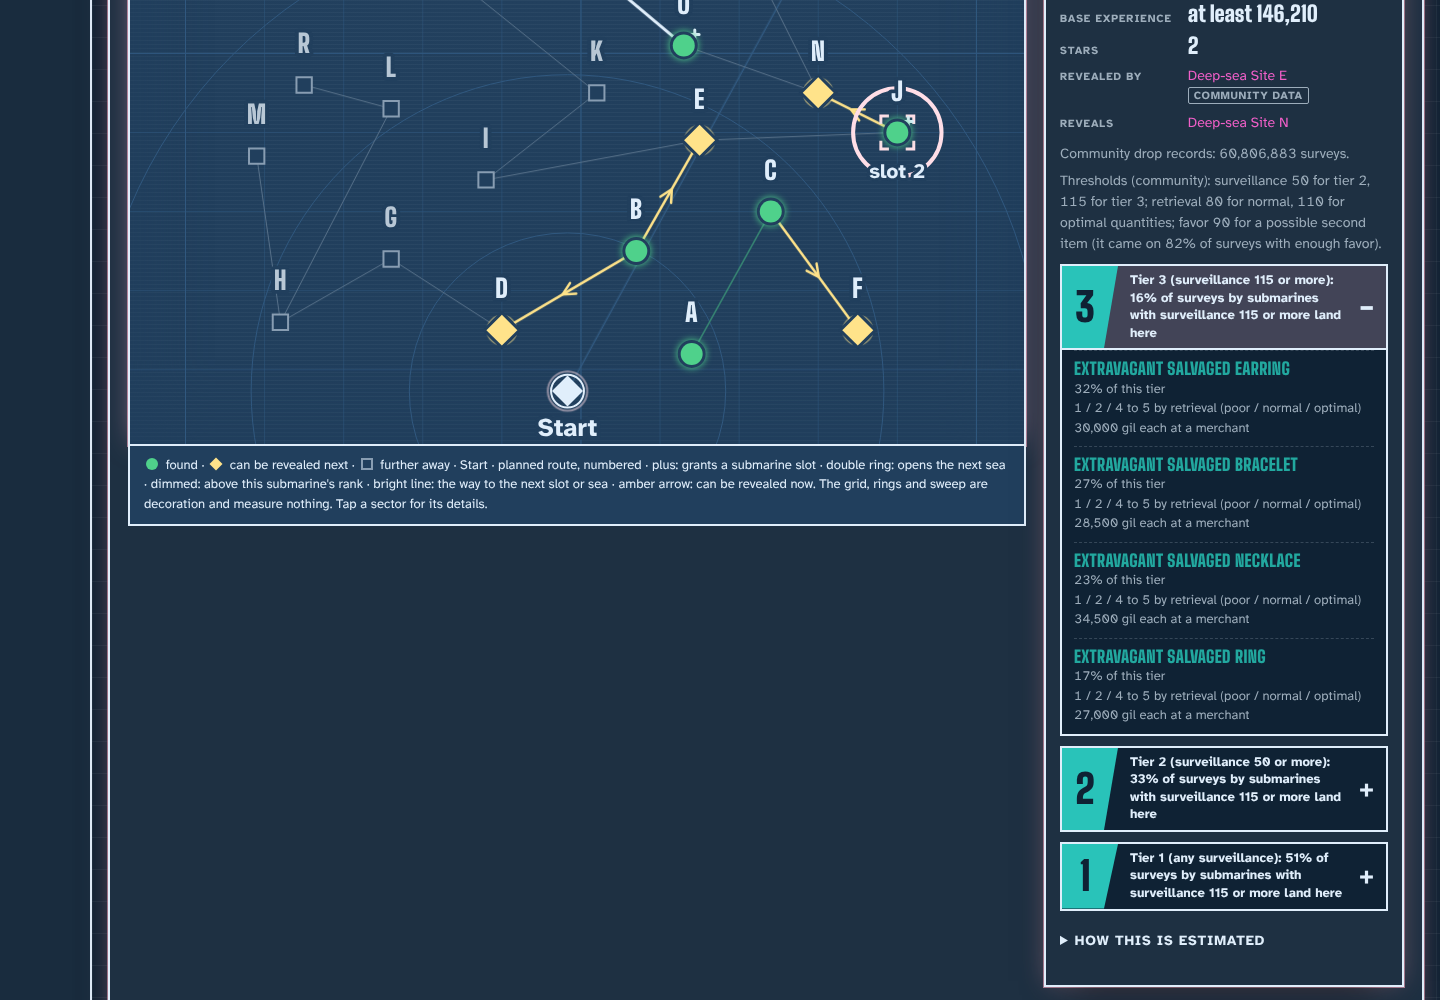 O
R
L
K
N
M
E
J
I
C
slot 2
B
G
H
D
A
F
Start
found · can be revealed next · further away · Start · planned route, numbered · plus: grants a submarine slot · double ring: opens the next sea
· dimmed: above this submarine's rank · bright line: the way to the next slot or sea · amber arrow: can be revealed now. The grid, rings and sweep are
decoration and measure nothing. Tap a sector for its details.
BASE EXPERIENCE at least 146,210
STARS 2
REVEALED BY Deep-sea Site E
COMMUNITY DATA
REVEALS Deep-sea Site N
Community drop records: 60,806,883 surveys.
Thresholds (community): surveillance 50 for tier 2,
115 for tier 3; retrieval 80 for normal, 110 for
optimal quantities; favor 90 for a possible second
item (it came on 82% of surveys with enough favor).
3
Tier 3 (surveillance 115 or more):
16% of surveys by submarines
with surveillance 115 or more land
here
−
EXTRAVAGANT SALVAGED EARRING
32% of this tier
1 / 2 / 4 to 5 by retrieval (poor / normal / optimal)
30,000 gil each at a merchant
EXTRAVAGANT SALVAGED BRACELET
27% of this tier
1 / 2 / 4 to 5 by retrieval (poor / normal / optimal)
28,500 gil each at a merchant
EXTRAVAGANT SALVAGED NECKLACE
23% of this tier
1 / 2 / 4 to 5 by retrieval (poor / normal / optimal)
34,500 gil each at a merchant
EXTRAVAGANT SALVAGED RING
17% of this tier
1 / 2 / 4 to 5 by retrieval (poor / normal / optimal)
27,000 gil each at a merchant
2
Tier 2 (surveillance 50 or more):
33% of surveys by submarines
with surveillance 115 or more land
here
+
1
Tier 1 (any surveillance): 51% of
surveys by submarines with
surveillance 115 or more land here
+
HOW THIS IS ESTIMATED